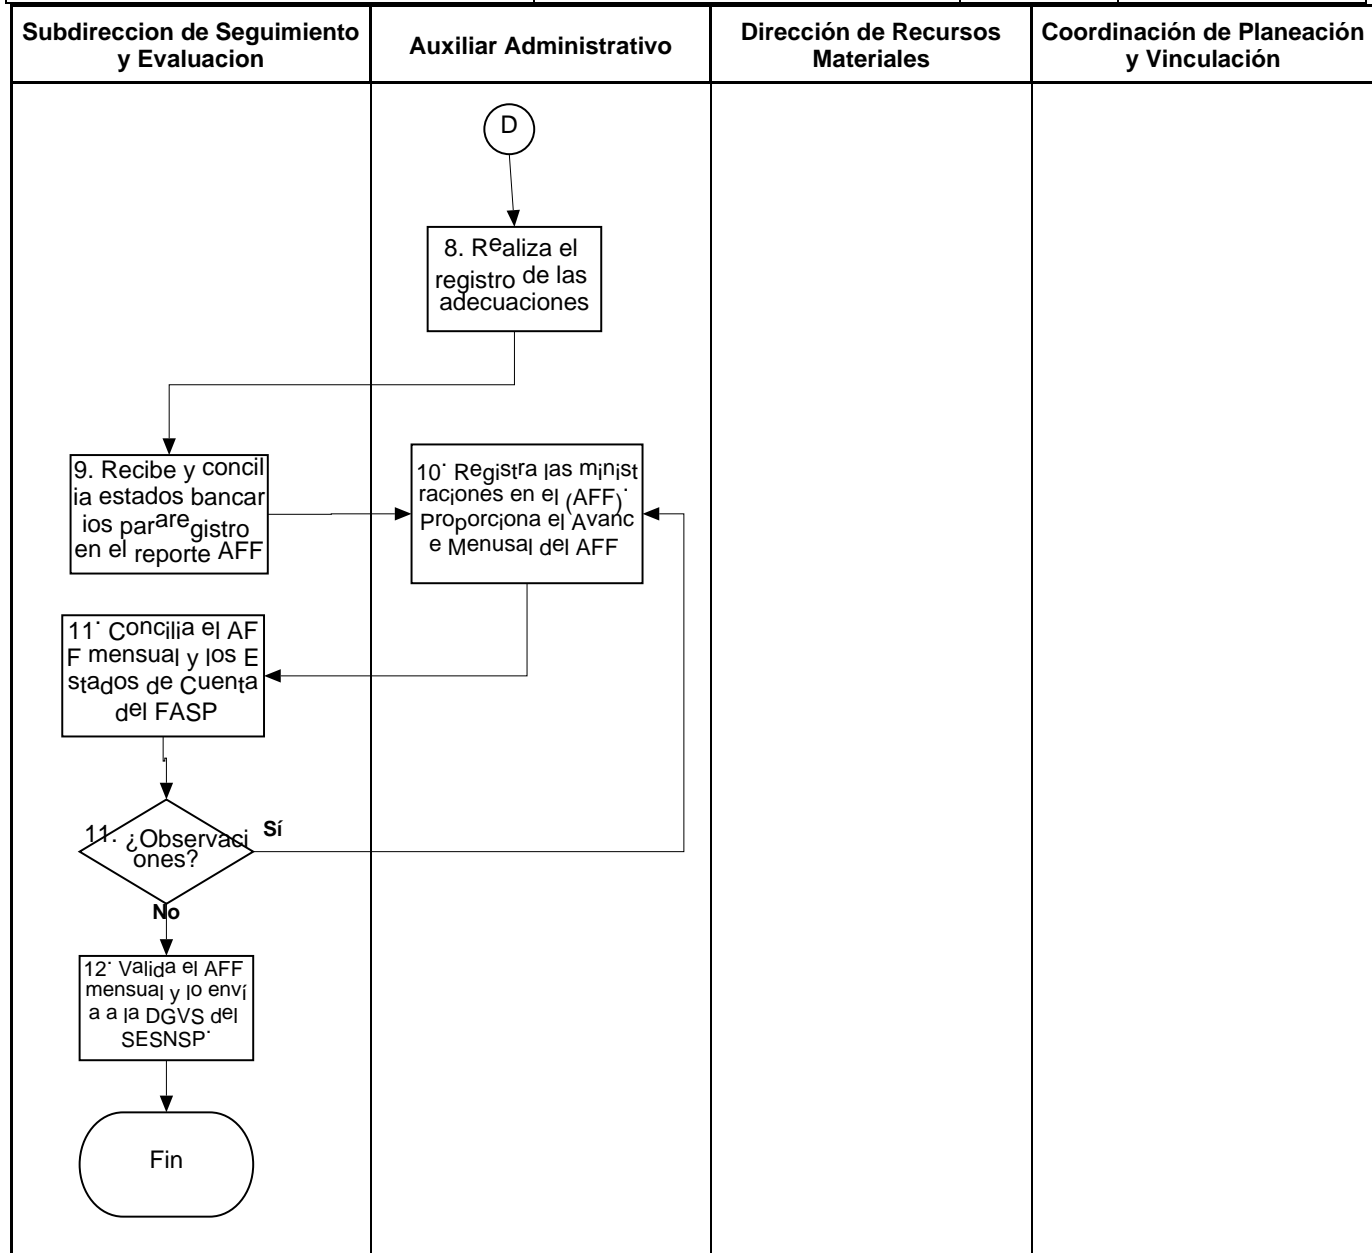 Subdireccion de Seguimiento
y Evaluacion
Auxiliar Administrativo
Dirección de Recursos
Materiales
Coordinación de Planeación
y Vinculación
D
8. Realiza el
registro de las
adecuaciones
9. Recibe y concil
ia estados bancar
ios para re gistro
en el reporte AFF
10. Registra las minist
raciones en el (AFF).
Proporciona el Avanc
e Menusal del AFF
11. Concilia el AF
F mensual y los E
stados de Cuenta
del FASP
11. ¿Observaci
ones?
Sí
No
12. Valida el AFF
mensual y lo enví
a a la DGVS del
SESNSP.
Fin